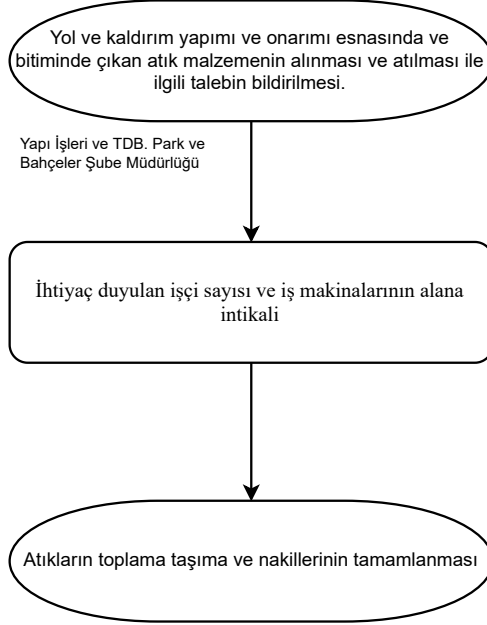 Yol ve kaldırım yapımı ve onarımı esnasında ve
bitiminde çıkan atık malzemenin alınması ve atılması ile
ilgili talebin bildirilmesi.
Yapı İşleri ve TDB. Park ve
Bahçeler Şube Müdürlüğü
İhtiyaç duyulan işçi sayısı ve iş makinalarının alana
intikali
Atıkların toplama taşıma ve nakillerinin tamamlanması